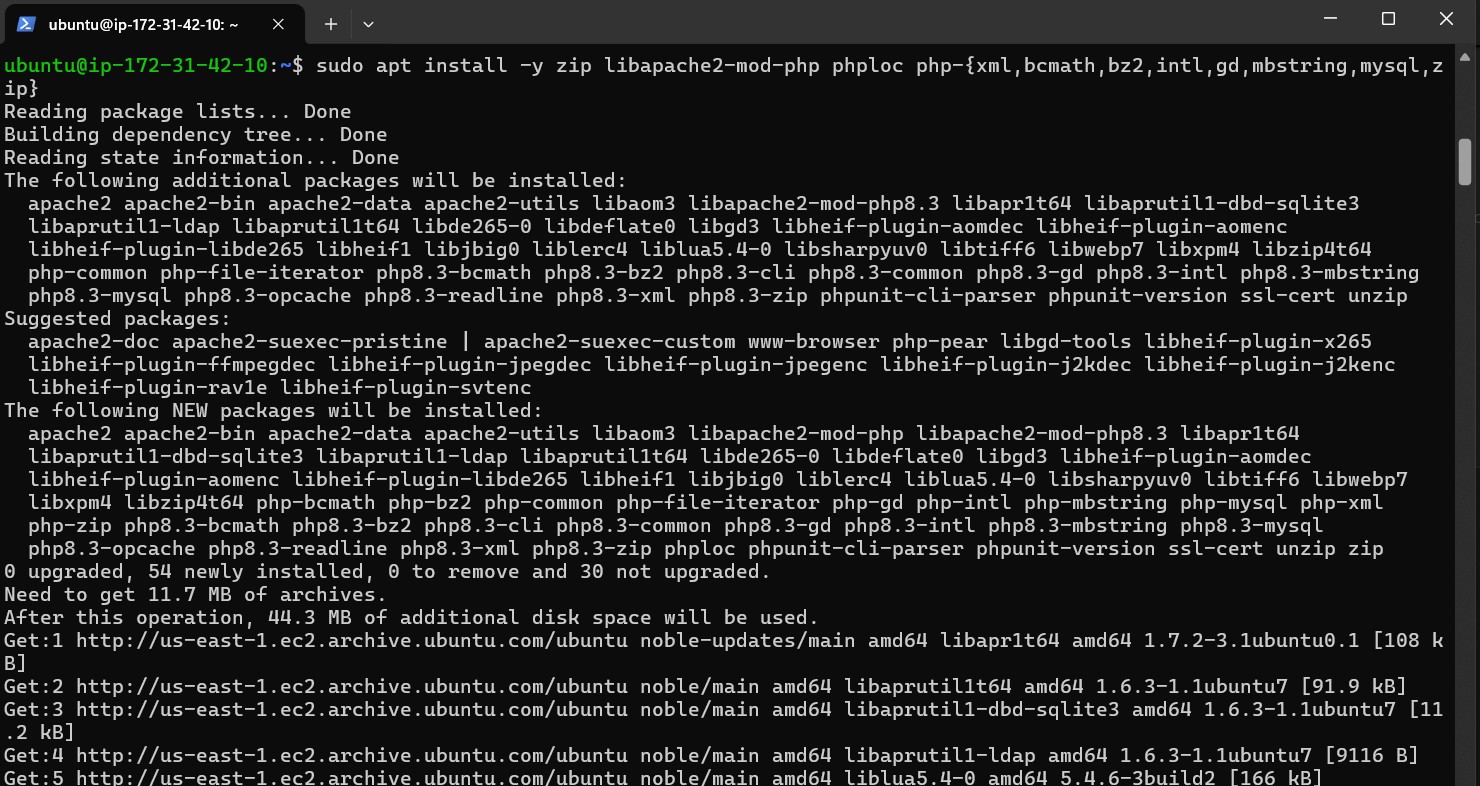 ubuntu@ip-172-31-42-10: ~
ubuntu@ip-172-31-42-10:~$ sudo apt install -y zip libapache2-mod-php phploc php-{xml,bcmath,bz2,intl,gd,mbstring,mysql,z
ip}
Reading package lists... Done
Building dependency tree... Done
Reading state information... Done
The following additional packages will be installed:
  apache2 apache2-bin apache2-data apache2-utils libaom3 libapache2-mod-php8.3 libapr1t64 libaprutil1-dbd-sqlite3
  libaprutil1-ldap libaprutil1t64 libde265-0 libdeflate0 libgd3 libheif-plugin-aomdec libheif-plugin-aomenc
  libheif-plugin-libde265 libheif1 libjbig0 liblerc4 liblua5.4-0 libsharpyuv0 libtiff6 libwebp7 libxpm4 libzip4t64
  php-common php-file-iterator php8.3-bcmath php8.3-bz2 php8.3-cli php8.3-common php8.3-gd php8.3-intl php8.3-mbstring
  php8.3-mysql php8.3-opcache php8.3-readline php8.3-xml php8.3-zip phpunit-cli-parser phpunit-version ssl-cert unzip
Suggested packages:
  apache2-doc apache2-suexec-pristine | apache2-suexec-custom www-browser php-pear libgd-tools libheif-plugin-x265
  libheif-plugin-ffmpegdec libheif-plugin-jpegdec libheif-plugin-jpegenc libheif-plugin-j2kdec libheif-plugin-j2kenc
  libheif-plugin-rav1e libheif-plugin-svtenc
The following NEW packages will be installed:
  apache2 apache2-bin apache2-data apache2-utils libaom3 libapache2-mod-php libapache2-mod-php8.3 libapr1t64
  libaprutil1-dbd-sqlite3 libaprutil1-ldap libaprutil1t64 libde265-0 libdeflate0 libgd3 libheif-plugin-aomdec
  libheif-plugin-aomenc libheif-plugin-libde265 libheif1 libjbig0 liblerc4 liblua5.4-0 libsharpyuv0 libtiff6 libwebp7
  libxpm4 libzip4t64 php-bcmath php-bz2 php-common php-file-iterator php-gd php-intl php-mbstring php-mysql php-xml
  php-zip php8.3-bcmath php8.3-bz2 php8.3-cli php8.3-common php8.3-gd php8.3-intl php8.3-mbstring php8.3-mysql
  php8.3-opcache php8.3-readline php8.3-xml php8.3-zip phploc phpunit-cli-parser phpunit-version ssl-cert unzip zip
0 upgraded, 54 newly installed, 0 to remove and 30 not upgraded.
Need to get 11.7 MB of archives.
After this operation, 44.3 MB of additional disk space will be used.
Get:1 http://us-east-1.ec2.archive.ubuntu.com/ubuntu noble-updates/main amd64 libapr1t64 amd64 1.7.2-3.1ubuntu0.1 [108 k
B]
Get:2 http://us-east-1.ec2.archive.ubuntu.com/ubuntu noble/main amd64 libaprutil1t64 amd64 1.6.3-1.1ubuntu7 [91.9 kB]
Get:3 http://us-east-1.ec2.archive.ubuntu.com/ubuntu noble/main amd64 libaprutil1-dbd-sqlite3 amd64 1.6.3-1.1ubuntu7 [11
.2 kB]
Get:4 http://us-east-1.ec2.archive.ubuntu.com/ubuntu noble/main amd64 libaprutil1-ldap amd64 1.6.3-1.1ubuntu7 [9116 B]
Get:5 http://us-east-1.ec2.archive.ubuntu.com/ubuntu noble/main amd64 liblua5.4-0 amd64 5.4.6-3build2 [166 kB]